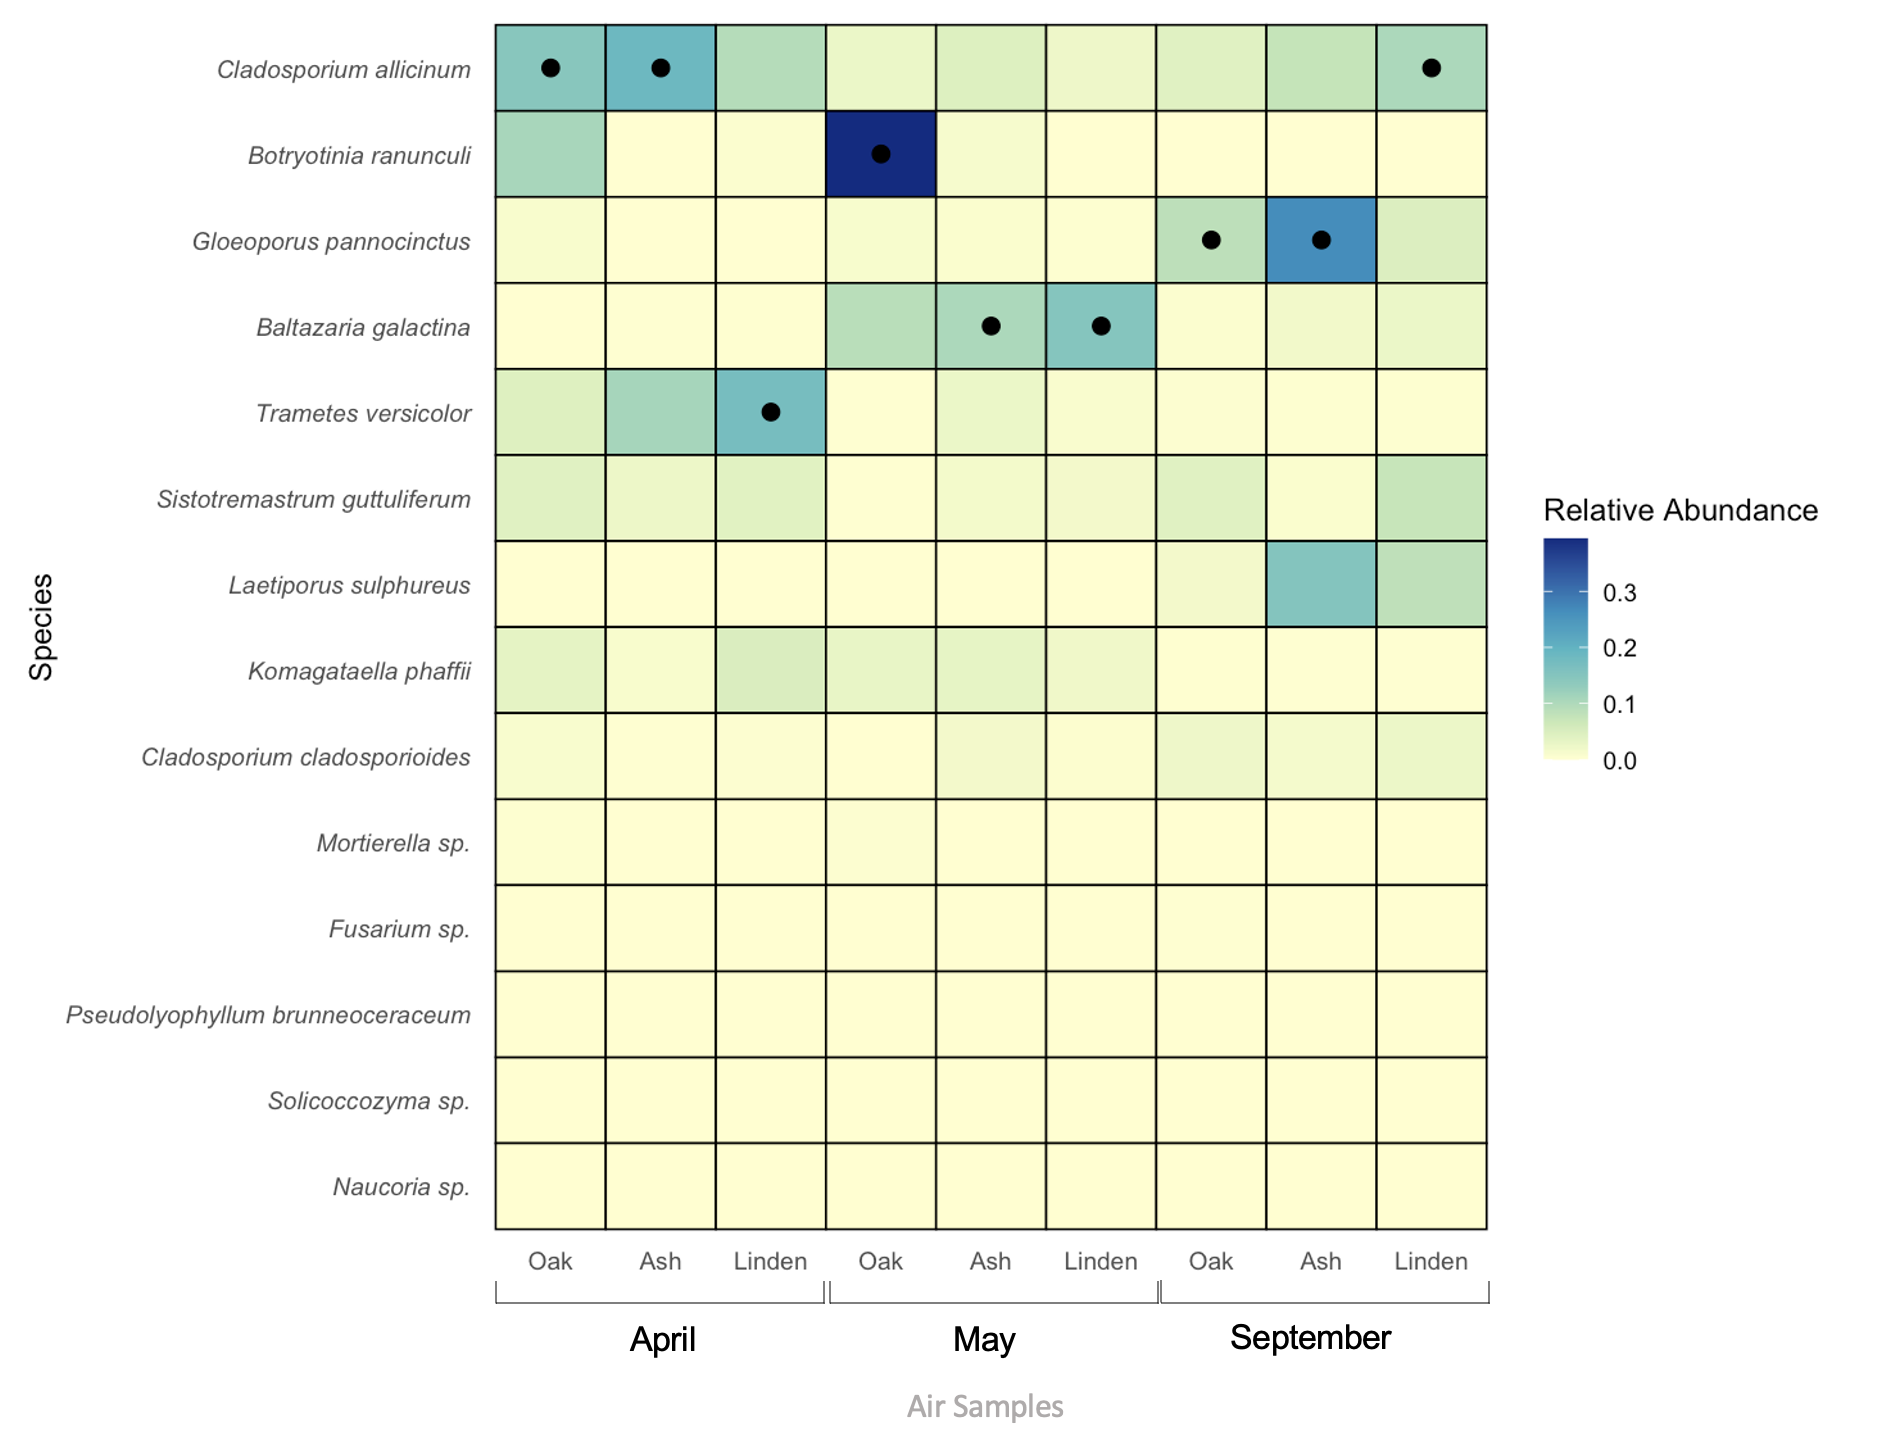 Cladosporium allicinum
Botryotinia ranunculi
Gloeoporus pannocinctus
Baltazaria galactina
Trametes versicolor
Sistotremastrum guttuliferum
Laetiporus sulphureus
Komagataella phaffii
Cladosporium cladosporioides
Mortierella sp.
Fusarium sp.
Pseudolyophyllum brunneoceraceum
Solicoccozyma sp.
Naucoria sp.
Species
Oak Ash Linden Oak Ash Linden Oak Ash Linden
April May September
Air Samples
Relative Abundance
0.3
0.2
0.1
0.0